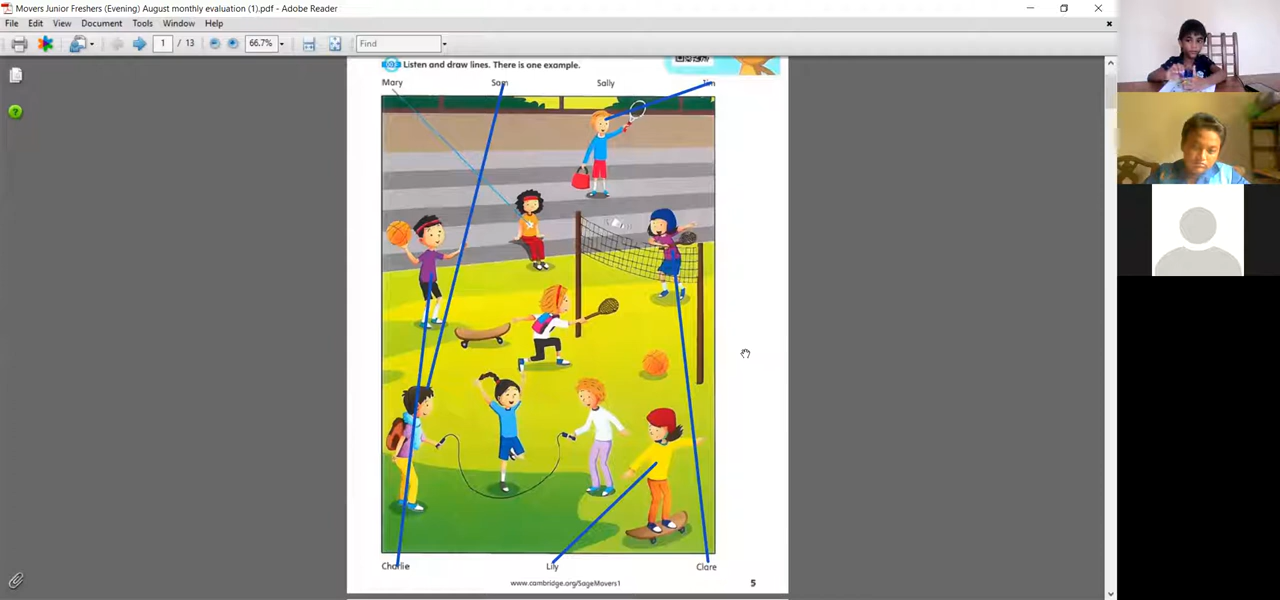 Movers Junior Freshers (Evening) August monthly evaluation (1).pdf - Adobe Reader
File Edit View Document Tools Window Help
1 / 13 66.7% Find
Listen and draw lines. There is one example.
Mary Sam Sally Jim
Charlie Lily Clare
www.cambridge.org/SageMovers1 5